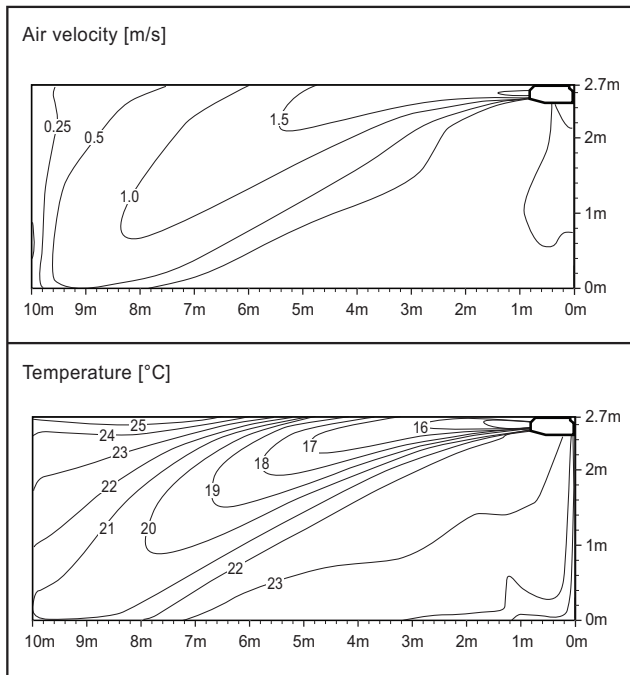 Air velocity [m/s]
2.7m
1.5
0.25
0.5
2m
1.0
1m
0m
10m 9m 8m 7m 6m 5m 4m 3m 2m 1m 0m
Temperature [°C]
2.7m
25
16
24
17
23
18
2m
22
19
21
20
1m
22
23
0m
10m 9m 8m 7m 6m 5m 4m 3m 2m 1m 0m